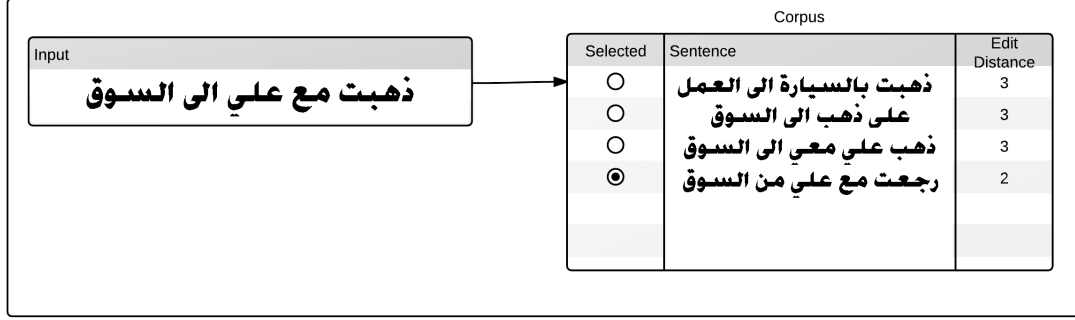 Corpus
Input
ذهبت مع علي الى السوق
Selected
Sentence
Edit Distance
ذهبت بالسيارة الى العمل
3
على ذهب الى السوق
3
ذهب علي معي الى السوق
3
رجعت مع علي من السوق
2